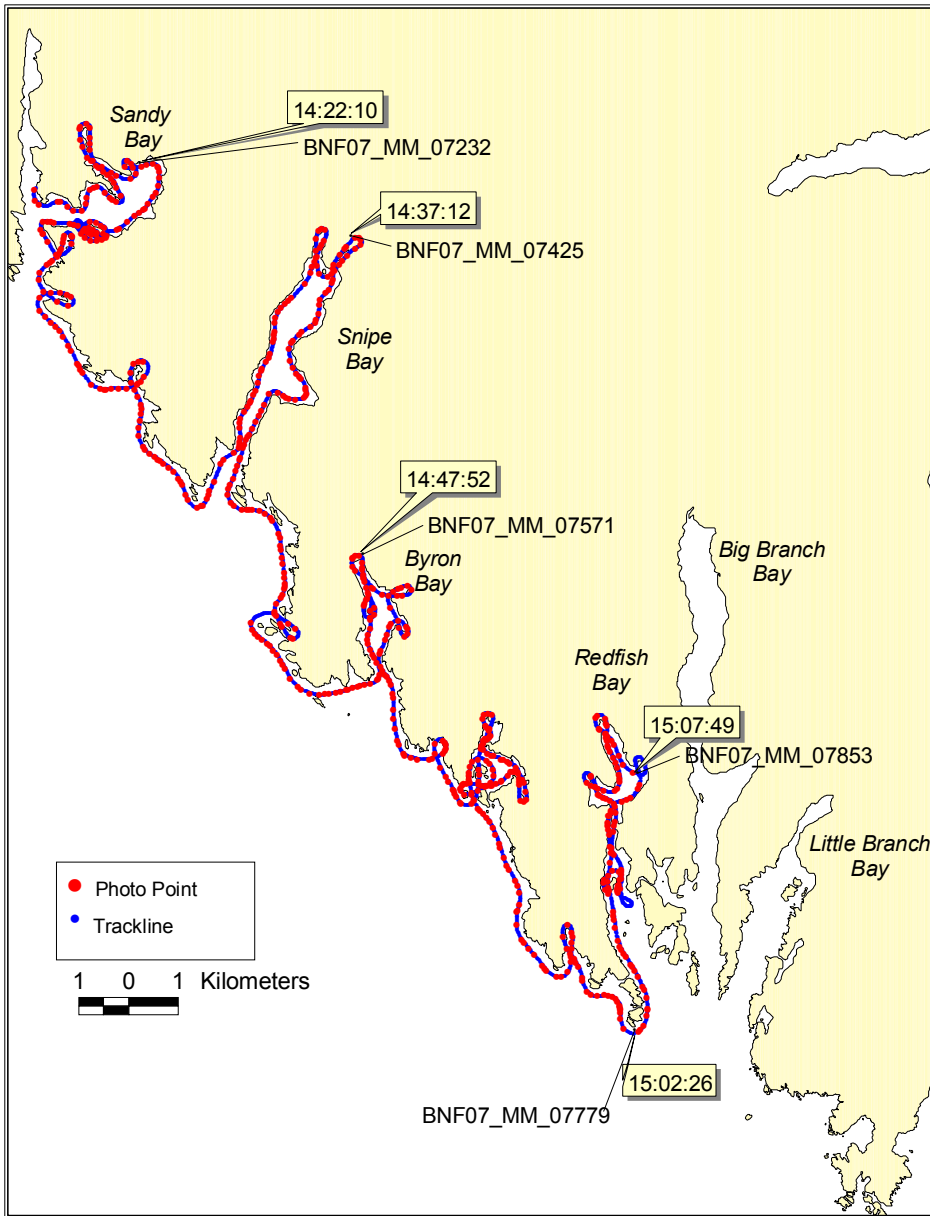 Sandy
Bay
14:22:10
BNF07_MM_07232
14:37:12
BNF07_MM_07425
Snipe
Bay
14:47:52
BNF07_MM_07571
Byron
Bay
Big Branch
Bay
Redfish
Bay
15:07:49
BNF07_MM_07853
Little Branch
Bay
Photo Point
Trackline
1 0 1 Kilometers
15:02:26
BNF07_MM_07779